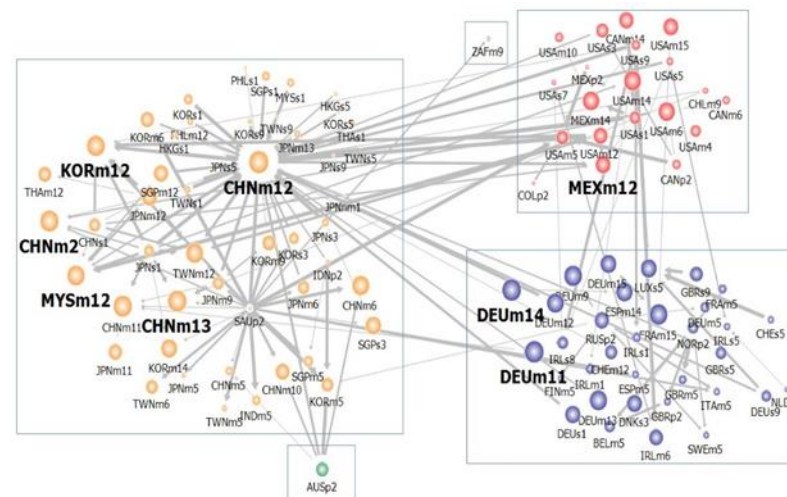 ZAFm9
USAm10
USAs3
CANm14
USAm15
USAs9
USAs5
USAs7
MEXp2
USAm14
CHLm9
CANm6
MEXm14
USAs1
USAm6
USAm4
USAm5
USAm12
CANp2
COLp2
MEXm12
PHLs1
SGPs1
MYSs1
HKGs5
KORs1
KORm5
PHLm12
KORs9
TWNs9
KORs5
THAs1
HKGs1
JPNm13
KORm12
JPNs5
JPNs9
TWNs5
THAm12
SGPm12
TWNs1
CHNm12
JPNm12
JPNnm1
CHNm2
CHNs1
JPNs3
JPNs1
TWNm12
KORm9
KORs3
IDNp2
MYSm12
JPNm9
JPNm6
CHNm6
CHNm11
CHNm13
SAUp2
SGPs3
JPNm11
KORm14
JPNm5
CHNm5
CHNm10
SGPm5
KORm5
TWNm6
TWNm5
INDm5
AUSp2
DEUm14
DEUm9
DEUm15
LUXs5
GBRs9
FRAm5
DEUm12
ESPm14
FRAm15
DEUm5
CHEs5
RUSp2
NORp2
IRLs5
DEUm11
IRLs8
IRLs1
CHEm12
GBRs5
FINm5
IRLm1
ESPm5
GBRm5
ITAm5
DEUs9
NLD
DEUs1
DEUm13
DNKs3
GBRp2
BELm5
IRLm6
SWEm5